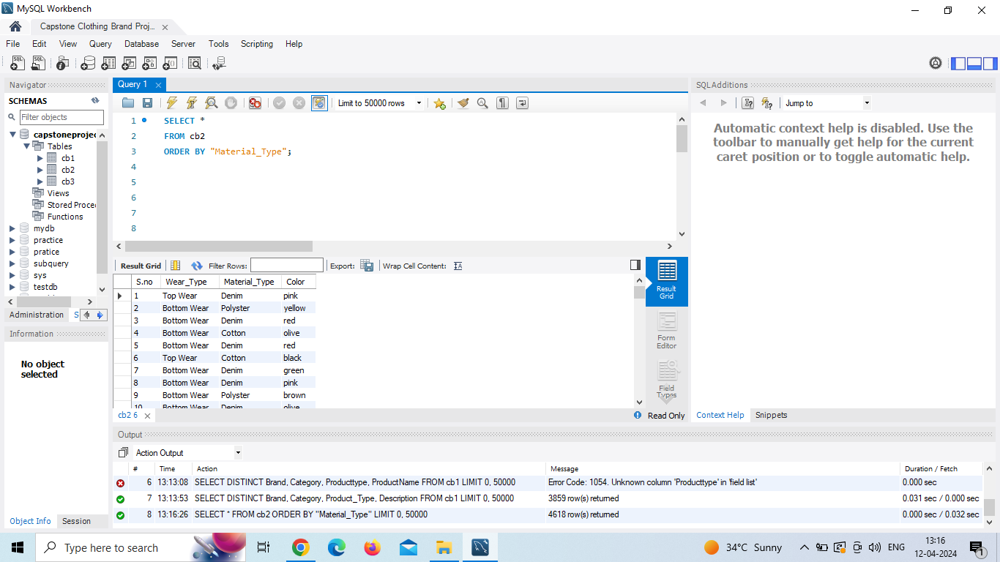 MySQL Workbench
Capstone Clothing Brand Proj...
File Edit View Query Database Server Tools Scripting Help
Navigator
SCHEMAS
Filter objects
capstoneprojec
Tables
cb1
cb2
cb3
Views
Stored Proce
Functions
mydb
practice
pratice
subquery
sys
testdb
Administration S
Information
No object
selected
Object Info Session
Query 1
Limit to 50000 rows
1 SELECT *
2 FROM cb2
3 ORDER BY "Material_Type";
4
5
6
7
8
Result Grid Filter Rows: Export: Wrap Cell Content:
S.no Wear_Type Material_Type Color
1 Top Wear Denim pink
2 Bottom Wear Polyster yellow
3 Bottom Wear Denim red
4 Bottom Wear Cotton olive
5 Bottom Wear Denim red
6 Top Wear Cotton black
7 Bottom Wear Denim green
8 Bottom Wear Denim pink
9 Bottom Wear Polyster brown
10 Bottom Wear Denim olive
Result
Grid
Form
Editor
Field
Types
cb2 6
Read Only
SQLAdditions
Jump to
Automatic context help is disabled. Use the
toolbar to manually get help for the current
caret position or to toggle automatic help.
Context Help Snippets
Output
Action Output
# Time Action Message Duration / Fetch
6 13:13:08 SELECT DISTINCT Brand, Category, Producttype, ProductName FROM cb1 LIMIT 0, 50000 Error Code: 1054. Unknown column 'Producttype' in 'field list' 0.000 sec
7 13:13:53 SELECT DISTINCT Brand, Category, Product_Type, Description FROM cb1 LIMIT 0, 50000 3859 row(s) returned 0.031 sec / 0.000 sec
8 13:16:26 SELECT * FROM cb2 ORDER BY "Material_Type" LIMIT 0, 50000 4618 row(s) returned 0.000 sec / 0.032 sec
Type here to search
34°C Sunny
ENG
13:16
12-04-2024
1